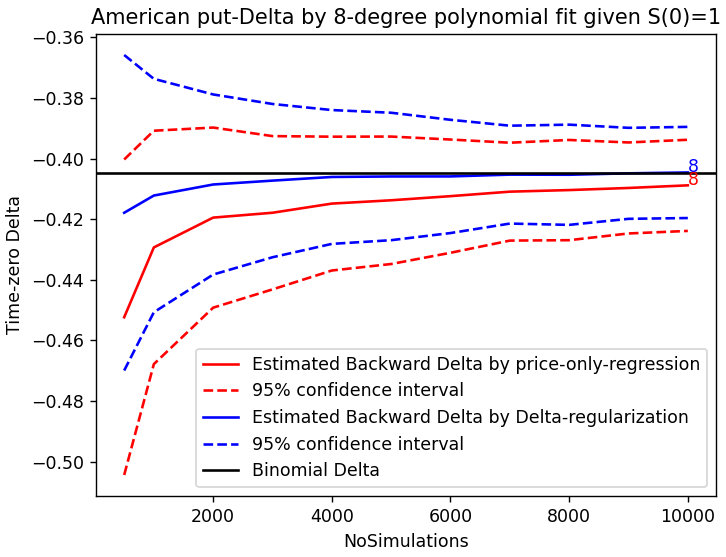 American put-Delta by 8-degree polynomial fit given S(0)=1
−0.36
−0.38
−0.40
−0.42
−0.44
−0.46
−0.48
−0.50
Time-zero Delta
8
8
Estimated Backward Delta by price-only-regression
95% confidence interval
Estimated Backward Delta by Delta-regularization
95% confidence interval
Binomial Delta
2000 4000 6000 8000 10000
NoSimulations